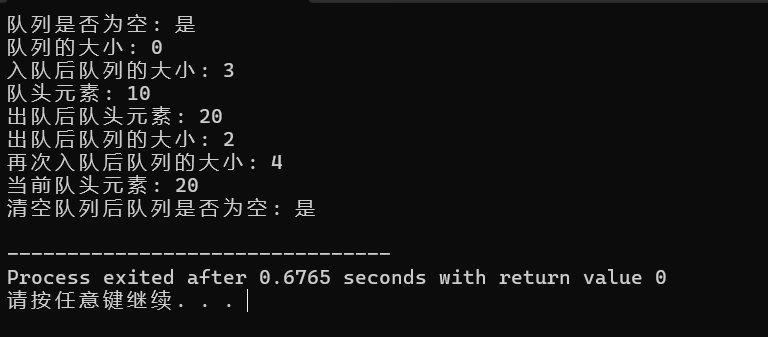 队列是否为空: 是
队列的大小: 0
入队后队列的大小: 3
队头元素: 10
出队后队头元素: 20
出队后队列的大小: 2
再次入队后队列的大小: 4
当前队头元素: 20
清空队列后队列是否为空: 是
--------------------------------
Process exited after 0.6765 seconds with return value 0
请按任意键继续. . .